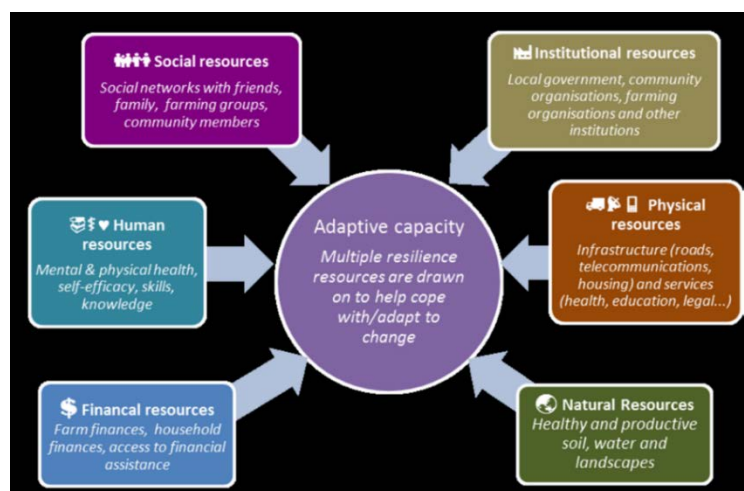 Social resources
Social networks with friends,
family, farming groups,
community members
Institutional resources
Local government, community
organisations, farming
organisations and other
institutions
Human
resources
Mental & physical health,
self-efficacy, skills,
knowledge
Adaptive capacity
Multiple resilience
resources are drawn
on to help cope
with/adapt to
change
Physical
resources
Infrastructure (roads,
telecommunications,
housing) and services
(health, education, legal...)
$ Financal resources
Farm finances, household
finances, access to financial
assistance
Natural Resources
Healthy and productive
soil, water and
landscapes